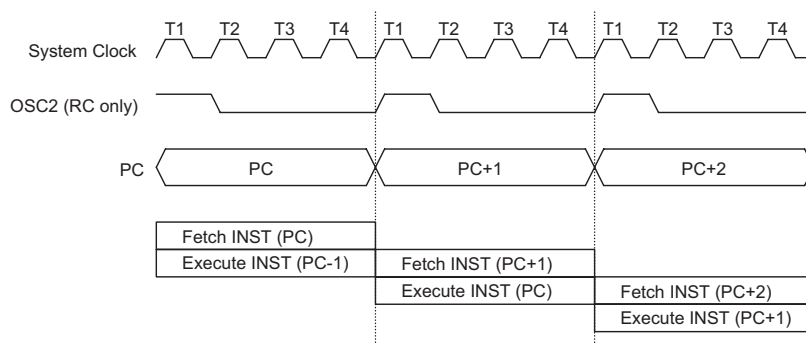 T1 T2 T3 T4 T1 T2 T3 T4 T1 T2 T3 T4
System Clock
OSC2 (RC only)
PC PC PC+1 PC+2
Fetch INST (PC)
Execute INST (PC-1) Fetch INST (PC+1)
Execute INST (PC) Fetch INST (PC+2)
Execute INST (PC+1)